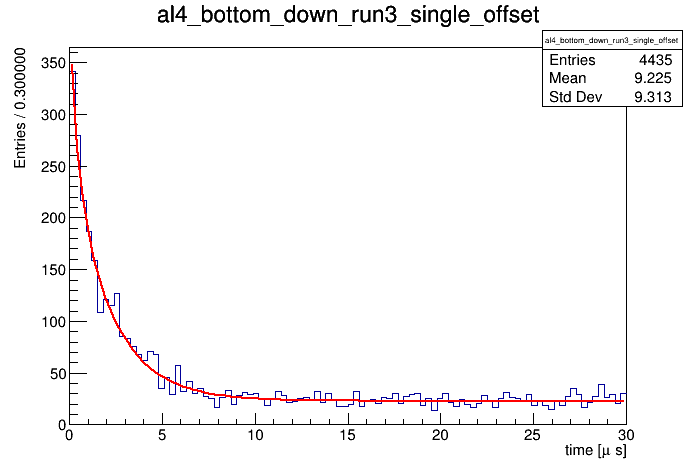 al4_bottom_down_run3_single_offset
al4_bottom_down_run3_single_offset
Entries 4435
Mean 9.225
Std Dev 9.313
Entries / 0.300000
350
300
250
200
150
100
50
0
0 5 10 15 20 25 30
time [μ s]